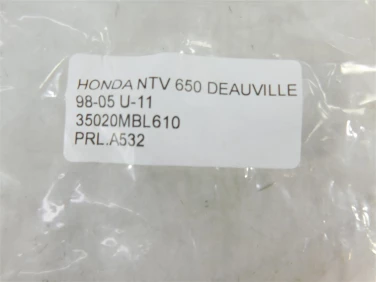 HONDA NTV 650 DEAUVILLE
98-05 U-11
35020MBL610
PRL.A532